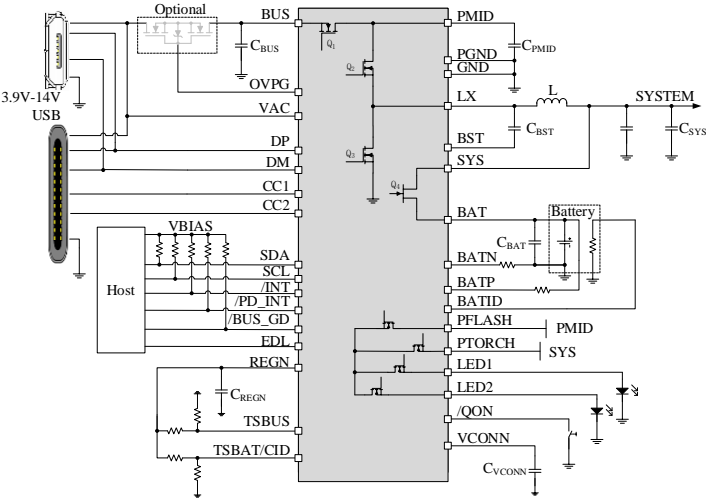 Optional
BUS
PMID
Q1
CBUS
CPMID
Q2
PGND
GND
OVPG
3.9V-14V
USB
VAC
LX
L
SYSTEM
DP
BST
CBST
CSYS
DM
Q3
SYS
CC1
Q4
CC2
BAT
Battery
VBIAS
CBAT
SDA
BATN
SCL
Host
/INT
BATP
/PD_INT
BATID
/BUS_GD
PFLASH
PMID
EDL
PTORCH
SYS
REGN
LED1
CREGN
LED2
TSBUS
/QON
VCONN
TSBAT/CID
CVCONN